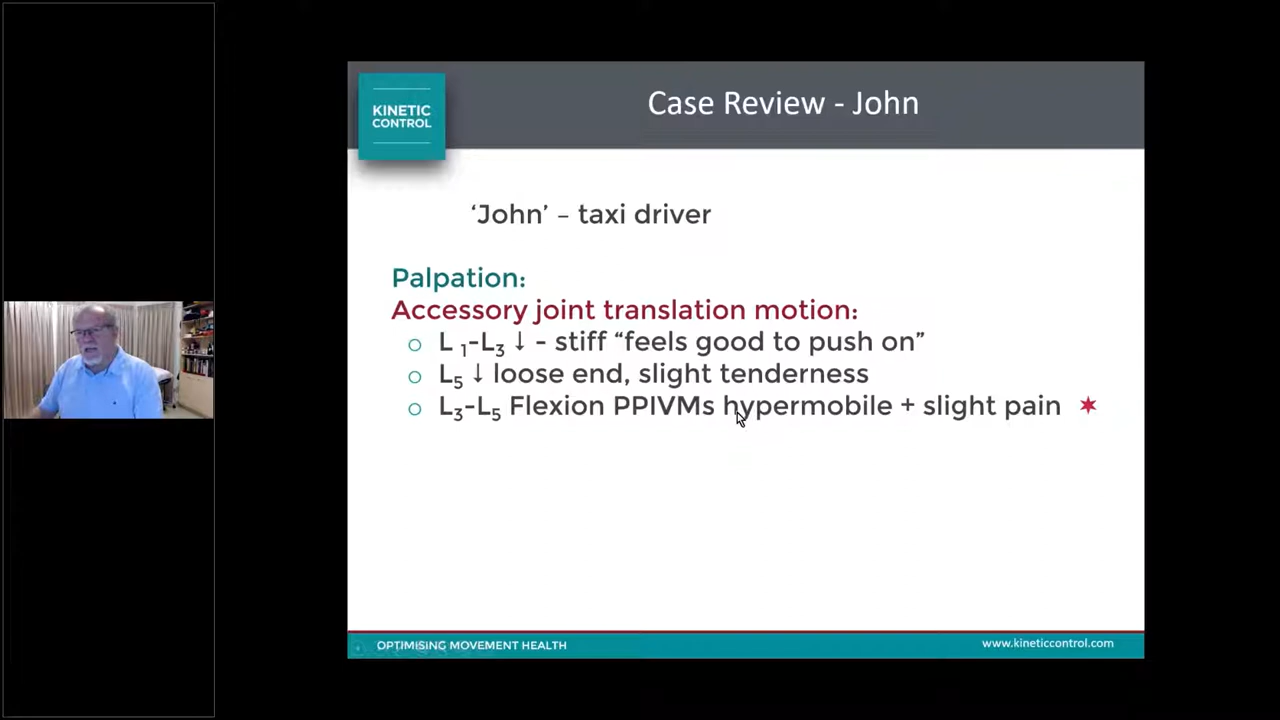 KINETIC
CONTROL
Case Review - John
‘John’ – taxi driver
Palpation:
Accessory joint translation motion:
L 1-L3 ↓ - stiff “feels good to push on”
L5 ↓ loose end, slight tenderness
L3-L5 Flexion PPIVMs hypermobile + slight pain ✶
OPTIMISING MOVEMENT HEALTH
www.kineticcontrol.com